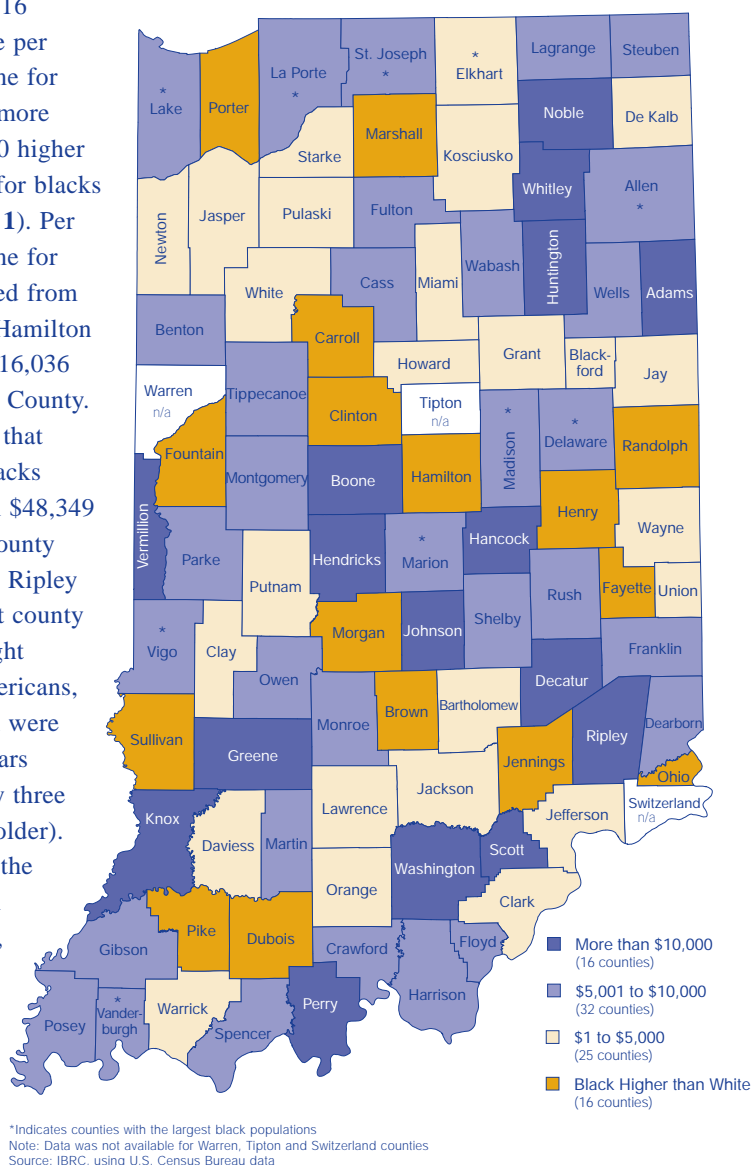 16
e per
ne for
more
0 higher
for blacks
1). Per
ne for
ed from
Hamilton
16,036
County.
that
acks
$48,349
ounty
Ripley
t county
ght
ericans,
were
ars
y three
older).
the
,
* Lake
Porter
La Porte *
St. Joseph *
* Elkhart
Lagrange
Steuben
Noble
De Kalb
Marshall
Starke
Kosciusko
Whitley
Allen *
Newton
Jasper
Pulaski
Fulton
Wabash
Huntington
Wells
Adams
White
Cass
Miami
Benton
Carroll
Howard
Grant
Black-
ford
Jay
Warren
n/a
Tippecanoe
Clinton
Tipton
n/a
* Madison
* Delaware
Randolph
Fountain
Montgomery
Boone
Hamilton
Henry
Wayne
Vermillion
Parke
Putnam
Hendricks
* Marion
Hancock
Rush
Fayette
Union
Shelby
* Vigo
Clay
Morgan
Johnson
Franklin
Owen
Decatur
Sullivan
Greene
Monroe
Brown
Bartholomew
Jennings
Ripley
Dearborn
Ohio
Switzerland
n/a
Knox
Daviess
Martin
Lawrence
Jackson
Jefferson
Scott
Washington
Orange
Clark
Pike
Dubois
Gibson
Crawford
Floyd
Harrison
Perry
Posey
* Vander-
burgh
Warrick
Spencer
More than $10,000
(16 counties)
$5,001 to $10,000
(32 counties)
$1 to $5,000
(25 counties)
Black Higher than White
(16 counties)
*Indicates counties with the largest black populations
Note: Data was not available for Warren, Tipton and Switzerland counties
Source: IBRC, using U.S. Census Bureau data